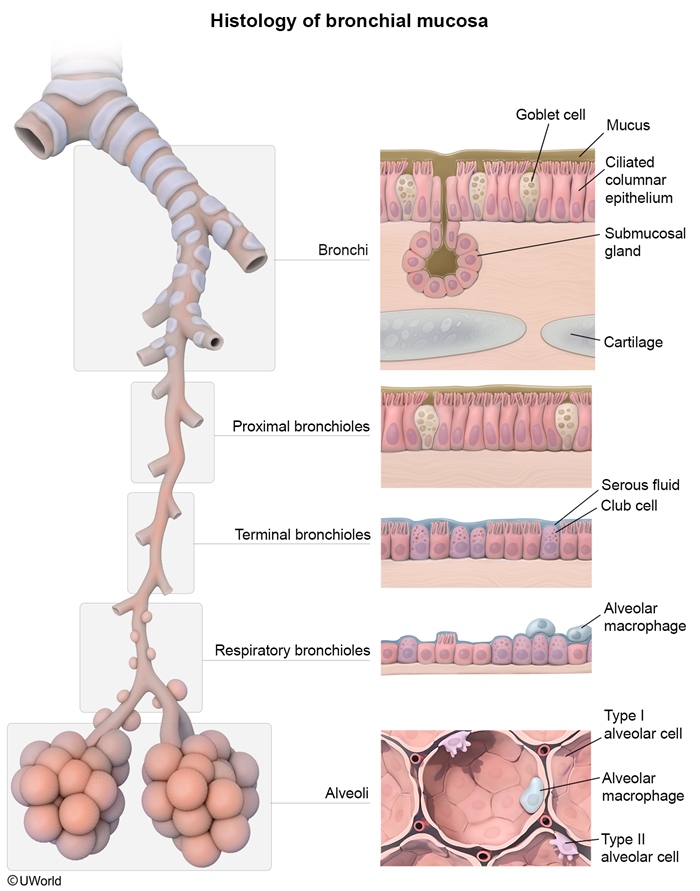 Histology of bronchial mucosa
Goblet cell
Mucus
Ciliated
columnar
epithelium
Submucosal
gland
Bronchi
Cartilage
Proximal bronchioles
Serous fluid
Club cell
Terminal bronchioles
Alveolar
macrophage
Respiratory bronchioles
Type I
alveolar cell
Alveolar
macrophage
Alveoli
Type II
alveolar cell
©UWorld